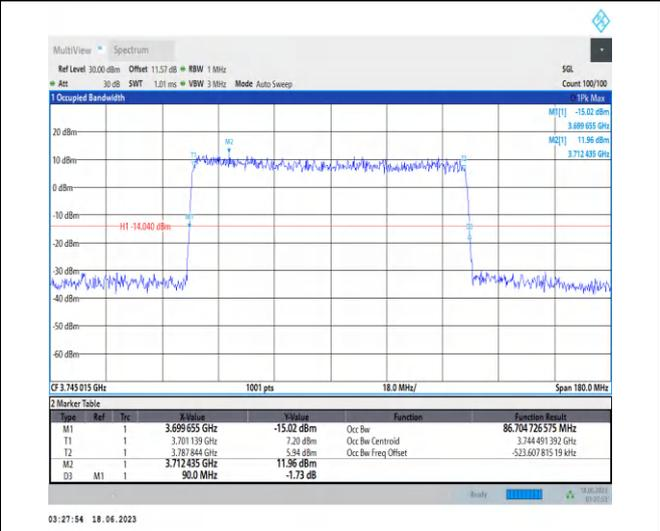 MultiView Spectrum
Ref Level 30.00 dBm Offset 11.57 dB RBW 1 MHz SGL
Att 30 dB SWT 1.01 ms VBW 3 MHz Mode Auto Sweep Count 100/100
1 Occupied Bandwidth 1Pk Max
M1[1] -15.02 dBm
3.699 655 GHz
M2[1] 11.96 dBm
3.712 435 GHz
20 dBm
M2
T1
10 dBm
0 dBm
-10 dBm
H1 -14.040 dBm
-20 dBm
-30 dBm
-40 dBm
-50 dBm
-60 dBm
CF 3.745 015 GHz 1001 pts 18.0 MHz/ Span 180.0 MHz
2 Marker Table
Type Ref Trc X-Value Y-Value Function Function Result
M1 1 3.699 655 GHz -15.02 dBm Occ Bw 86.704 726 575 MHz
T1 1 3.701 139 GHz 7.20 dBm Occ Bw Centroid 3.744 491 392 GHz
T2 1 3.787 844 GHz 5.94 dBm Occ Bw Freq Offset -523.607 815 19 kHz
M2 1 3.712 435 GHz 11.96 dBm
D3 M1 1 90.0 MHz -1.73 dB
Ready 18.06.2023
03:27:53
03:27:54 18.06.2023